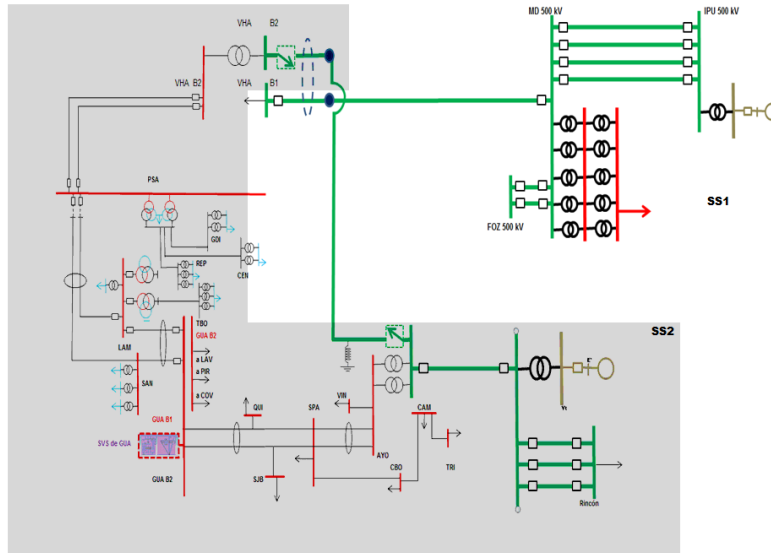 MD 500 kV
IPU 500 kV
VHA B2
VHA B2
VHA B1
PSA
FOZ 500 kV
SS1
GDI
REP
CEN
TBO
GUA B2
SS2
LAM
a LAV
a PIR
a COV
SAN
VIN
QUI
SPA
CAM
GUA B1
SVS de GUA
AYO
TRI
CBO
SJB
GUA B2
Rincón